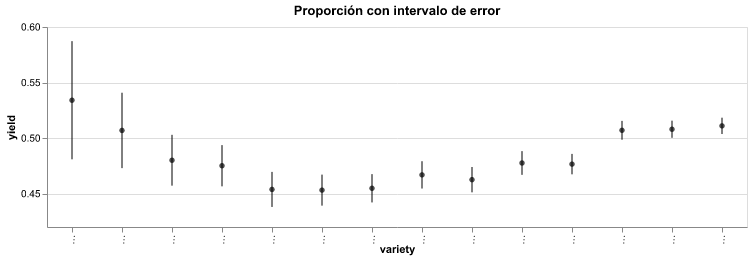 Proporción con intervalo de error
0.60
0.55
0.50
0.45
yield
... ... ... ... ... ... ... ... ... ... ... ... ... ...
variety